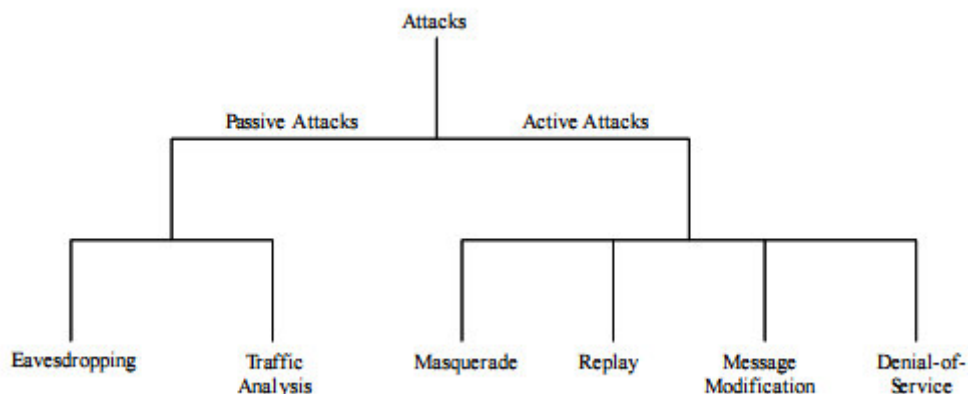 Attacks
Passive Attacks
Active Attacks
Eavesdropping
Traffic
Analysis
Masquerade
Replay
Message
Modification
Denial-of-
Service